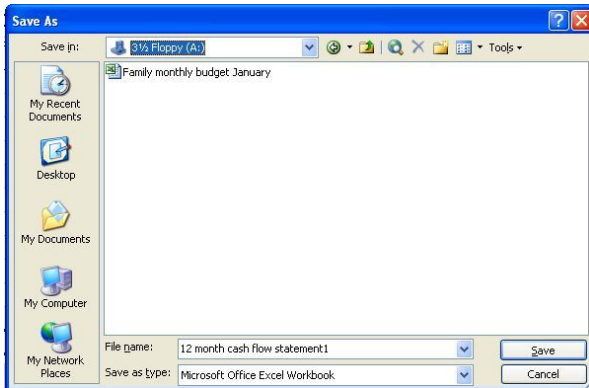 Save As
Save in: 3½ Floppy (A:) Tools
My Recent
Documents
Desktop
My Documents
My Computer
My Network
Places
Family monthly budget January
File name: 12 month cash flow statement1 Save
Save as type: Microsoft Office Excel Workbook Cancel